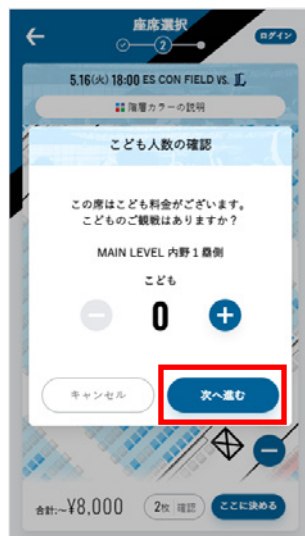 座席選択
2
ログイン
5.16(火) 18:00 ES CON FIELD VS. L
階層カラーの説明
こども人数の確認
この席はこども料金がございます。
こどものご観戦はありますか？
MAIN LEVEL 内野1塁側
こども
0
キャンセル
次へ進む
合計:~¥8,000
2枚 確認
ここに決める